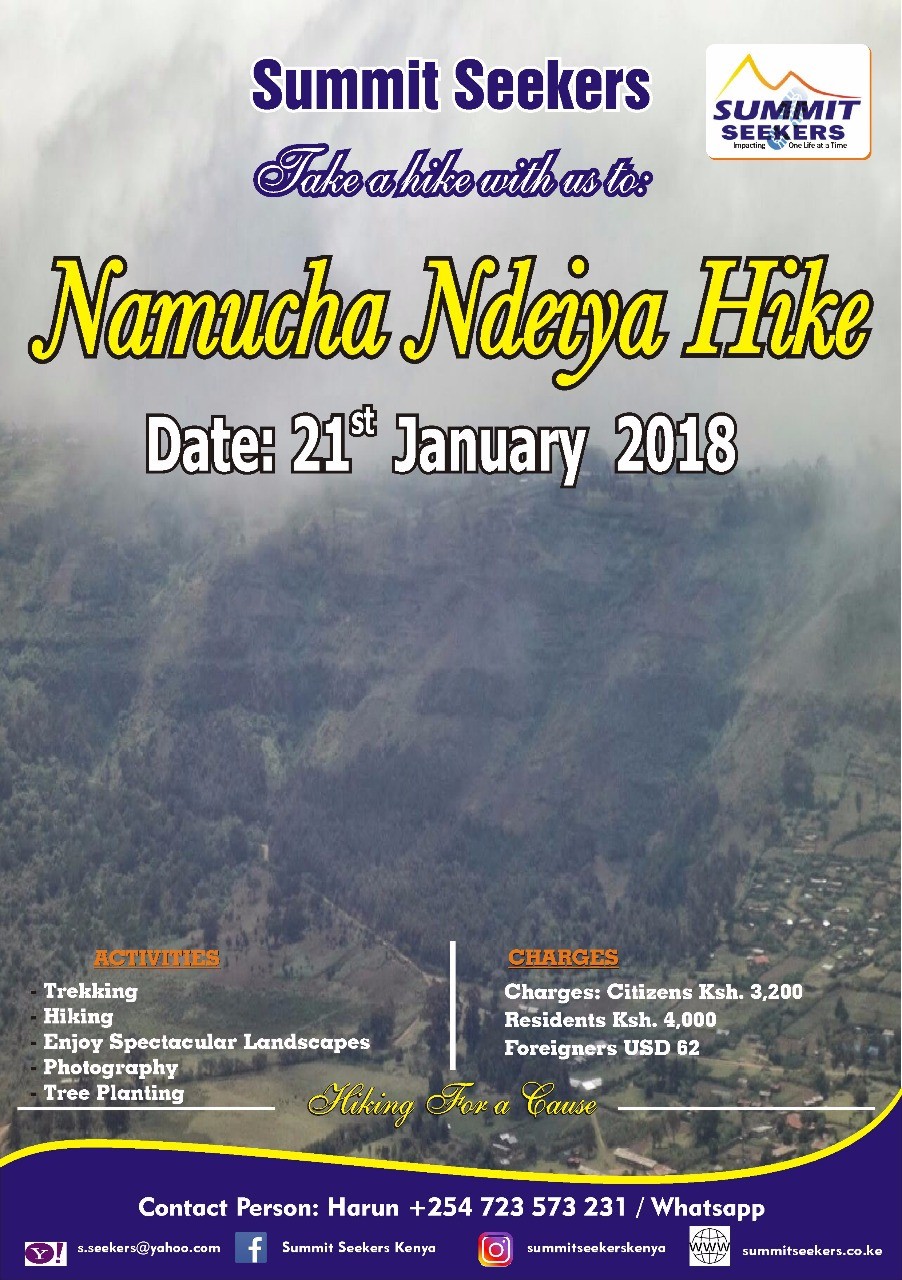 Summit Seekers
SUMMIT
SEEKERS
Impacting One Life at a Time
Take a hike with us to:
Namucha Ndeiya Hike
Date: 21st January 2018
ACTIVITIES
- Trekking
- Hiking
- Enjoy Spectacular Landscapes
- Photography
- Tree Planting
CHARGES
Charges: Citizens Ksh. 3,200
Residents Ksh. 4,000
Foreigners USD 62
Hiking For a Cause
Contact Person: Harun +254 723 573 231 / Whatsapp
Y! s.seekers@yahoo.com f Summit Seekers Kenya summitseekerskenya WWW summitseekers.co.ke